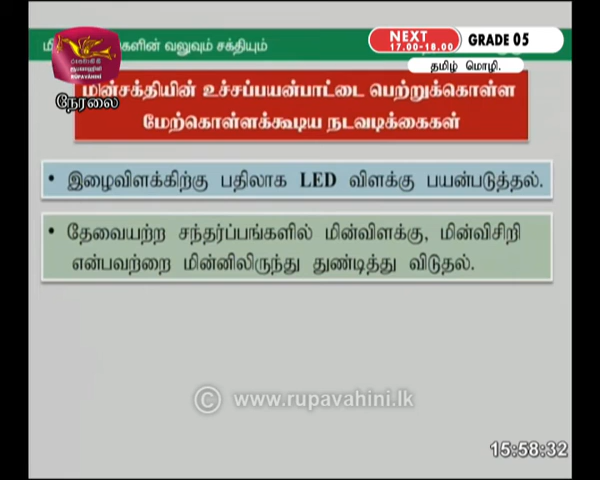 களின் வலுவும் சக்தியும்
NEXT
17.00-18.00
GRADE 05
தமிழ் மொழி.
RUPAVAHINI
நேரலை
மின்சக்தியின் உச்சப்பயன்பாட்டை பெற்றுக்கொள்ள
மேற்கொள்ளக்கூடிய நடவடிக்கைகள்
• இழைவிளக்கிற்கு பதிலாக LED விளக்கு பயன்படுத்தல்.
• தேவையற்ற சந்தர்ப்பங்களில் மின்விளக்கு, மின்விசிறி
என்பவற்றை மின்னிலிருந்து துண்டித்து விடுதல்.
© www.rupavahini.lk
15:58:32